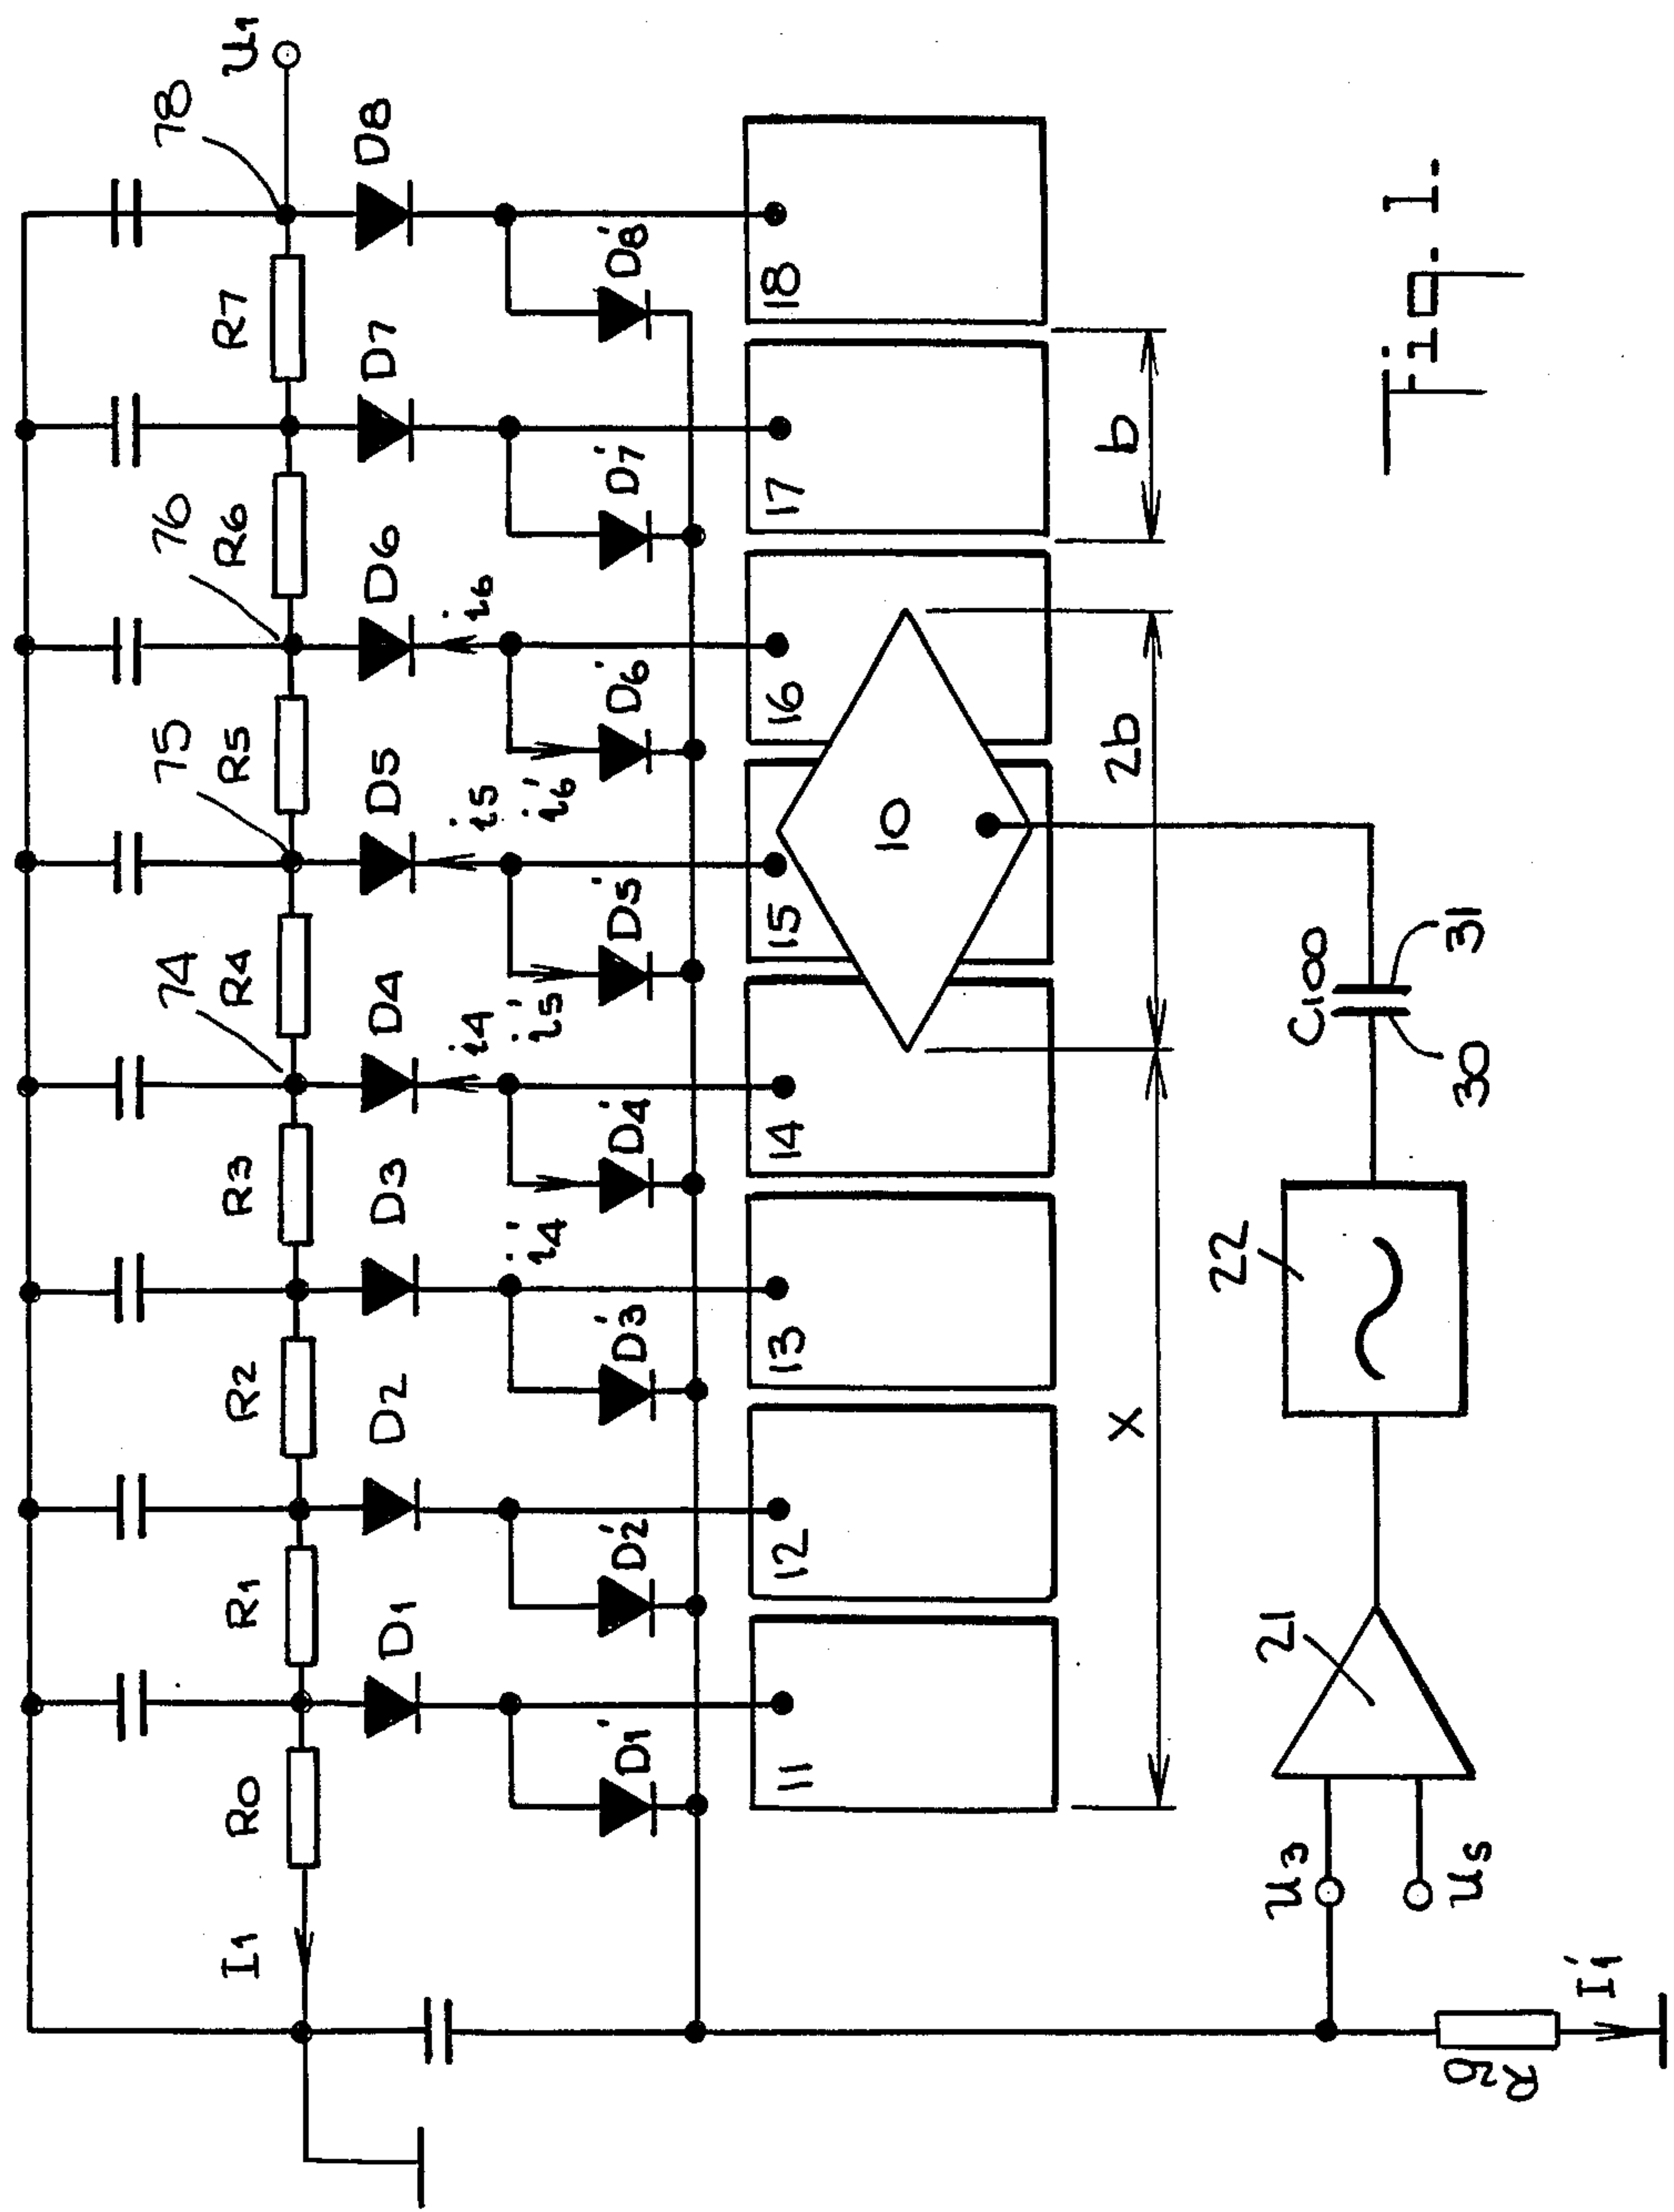 78
76
75
74
U1
R7
R6
R5
R4
R3
R2
R1
R0
I1
D8
D7
D6
D5
D4
D3
D2
D1
i6
i5
i4
i6'
i5'
i4'
D8'
D7'
D6'
D5'
D4'
D3'
D2'
D1'
18
17
16
15
14
13
12
11
10
b
2b
X
C100
31
30
22
21
U3
Us
I1'
Fig. 1.